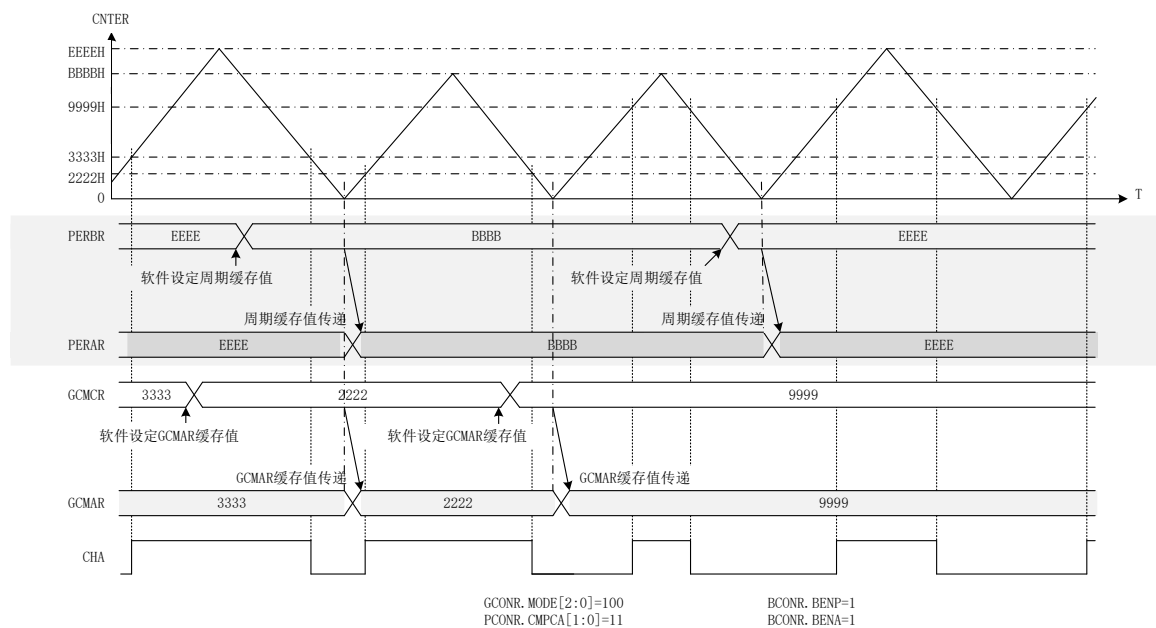 CNTER
EEEEH
BBBBH
9999H
3333H
2222H
0
T
PERBR
EEEE
BBBB
EEEE
软件设定周期缓存值
软件设定周期缓存值
周期缓存值传递
周期缓存值传递
PERAR
EEEE
BBBB
EEEE
GCMCR
3333
2222
9999
软件设定GCMAR缓存值
软件设定GCMAR缓存值
GCMAR缓存值传递
GCMAR缓存值传递
GCMAR
3333
2222
9999
CHA
GCONR.MODE[2:0]=100
BCONR.BENP=1
PCONR.CMPCA[1:0]=11
BCONR.BENA=1